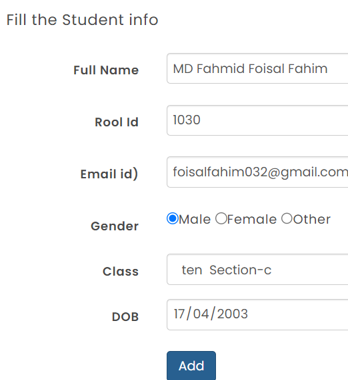 Fill the Student info
Full Name MD Fahmid Foisal Fahim
Rool Id 1030
Email id) foisalfahim032@gmail.com
Gender Male Female Other
Class ten Section-c
DOB 17/04/2003
Add